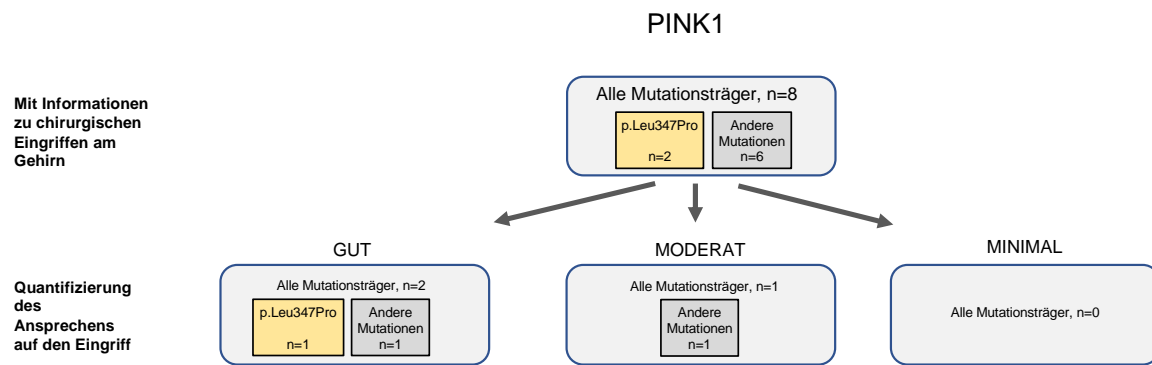 PINK1
Mit Informationen
zu chirurgischen
Eingriffen am
Gehirn
Alle Mutationsträger, n=8
p.Leu347Pro
n=2
Andere
Mutationen
n=6
GUT
MODERAT
MINIMAL
Quantifizierung
des
Ansprechens
auf den Eingriff
Alle Mutationsträger, n=2
p.Leu347Pro
n=1
Andere
Mutationen
n=1
Alle Mutationsträger, n=1
Andere
Mutationen
n=1
Alle Mutationsträger, n=0